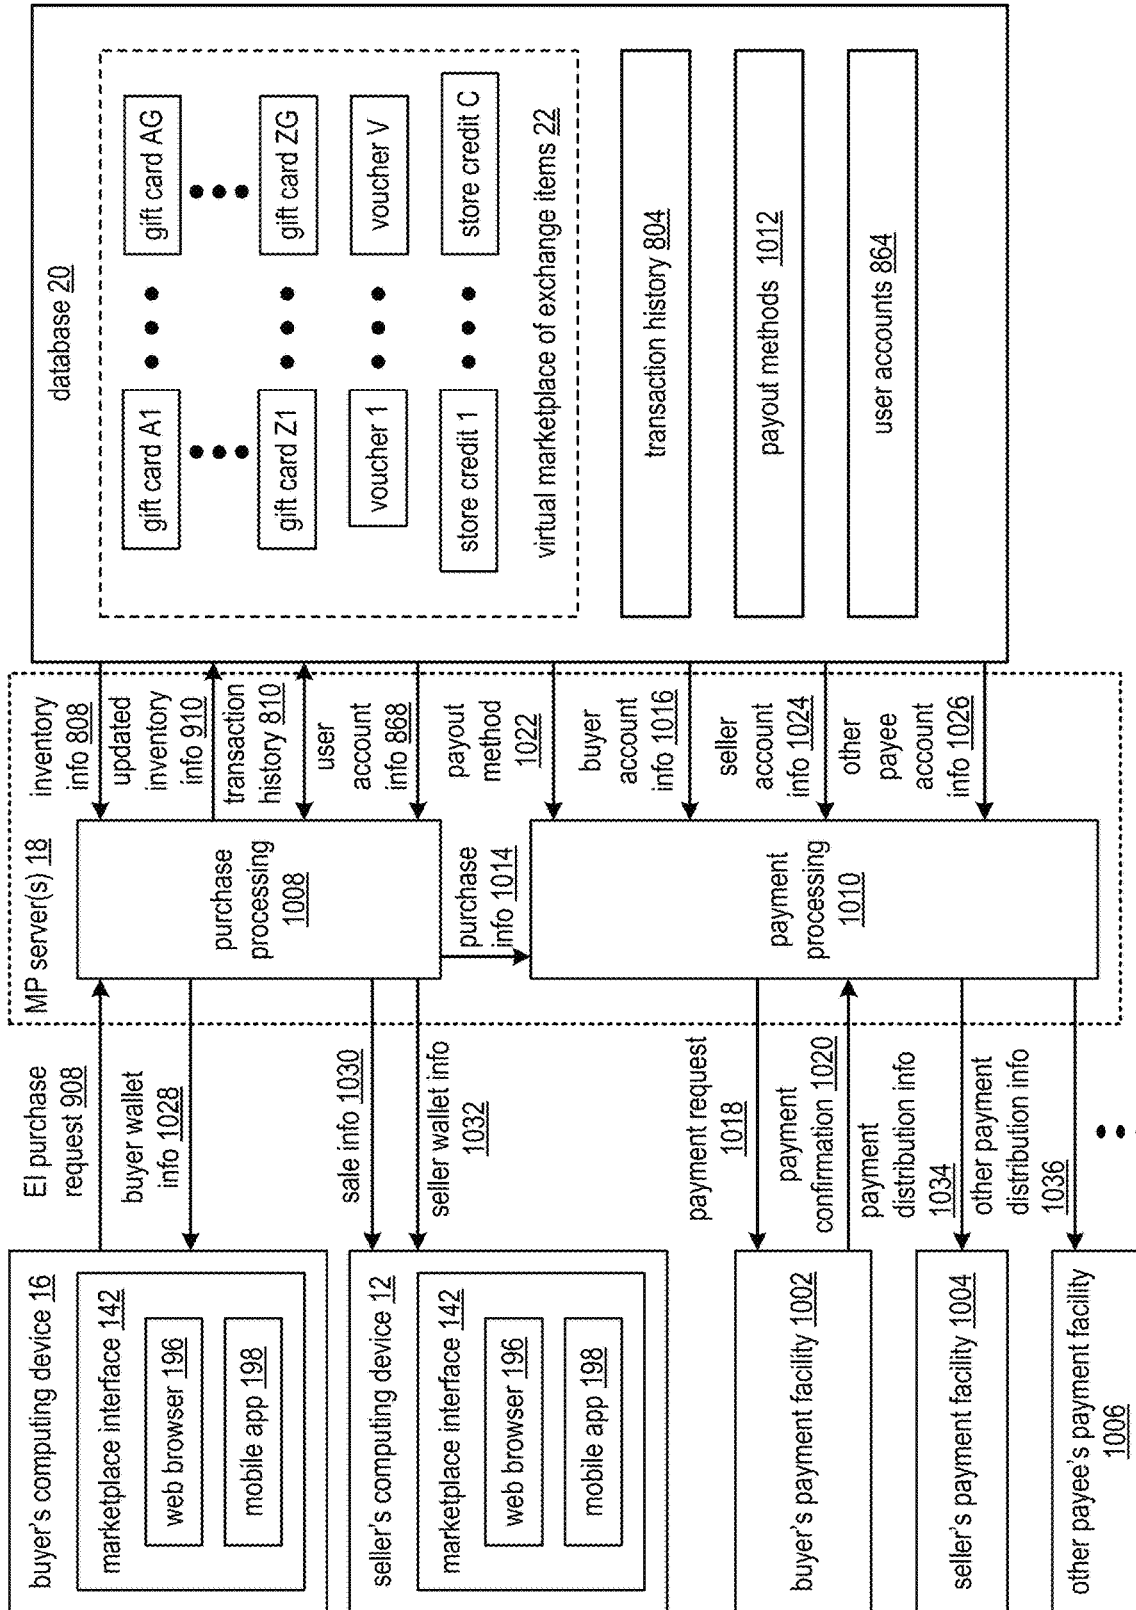 buyer's computing device 16
marketplace interface 142
web browser 196
mobile app 198
seller's computing device 12
marketplace interface 142
web browser 196
mobile app 198
buyer's payment facility 1002
seller's payment facility 1004
other payee's payment facility
1006
EI purchase
request 908
buyer wallet
info 1028
sale info 1030
seller wallet info
1032
payment request
1018
payment
confirmation 1020
payment
distribution info
1034
other payment
distribution info
1036
MP server(s) 18
purchase
processing
1008
purchase
info 1014
payment
processing
1010
inventory
info 808
updated
inventory
info 910
transaction
history 810
user
account
info 868
payout
method
1022
buyer
account
info 1016
seller
account
info 1024
other
payee
account
info 1026
database 20
gift card A1
gift card AG
gift card Z1
gift card ZG
voucher 1
voucher V
store credit 1
store credit C
virtual marketplace of exchange items 22
transaction history 804
payout methods 1012
user accounts 864